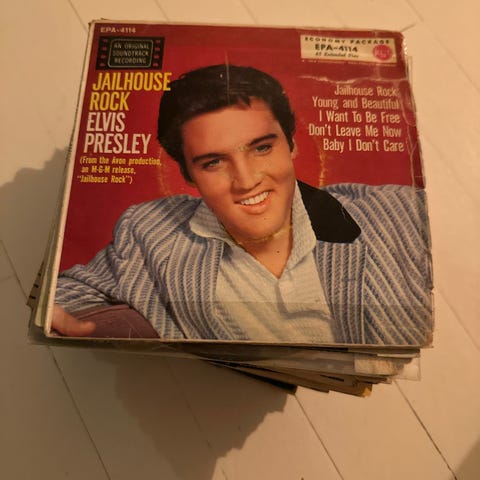 EPA-4114
AN ORIGINAL
SOUNDTRACK
RECORDING
JAILHOUSE
ROCK
ELVIS
PRESLEY
(From the Avon production,
an M-G-M release,
"Jailhouse Rock")
ECONOMY PACKAGE
EPA-4114
45 Extended Play
Jailhouse Rock
Young and Beautiful
I Want To Be Free
Don't Leave Me Now
Baby I Don't Care